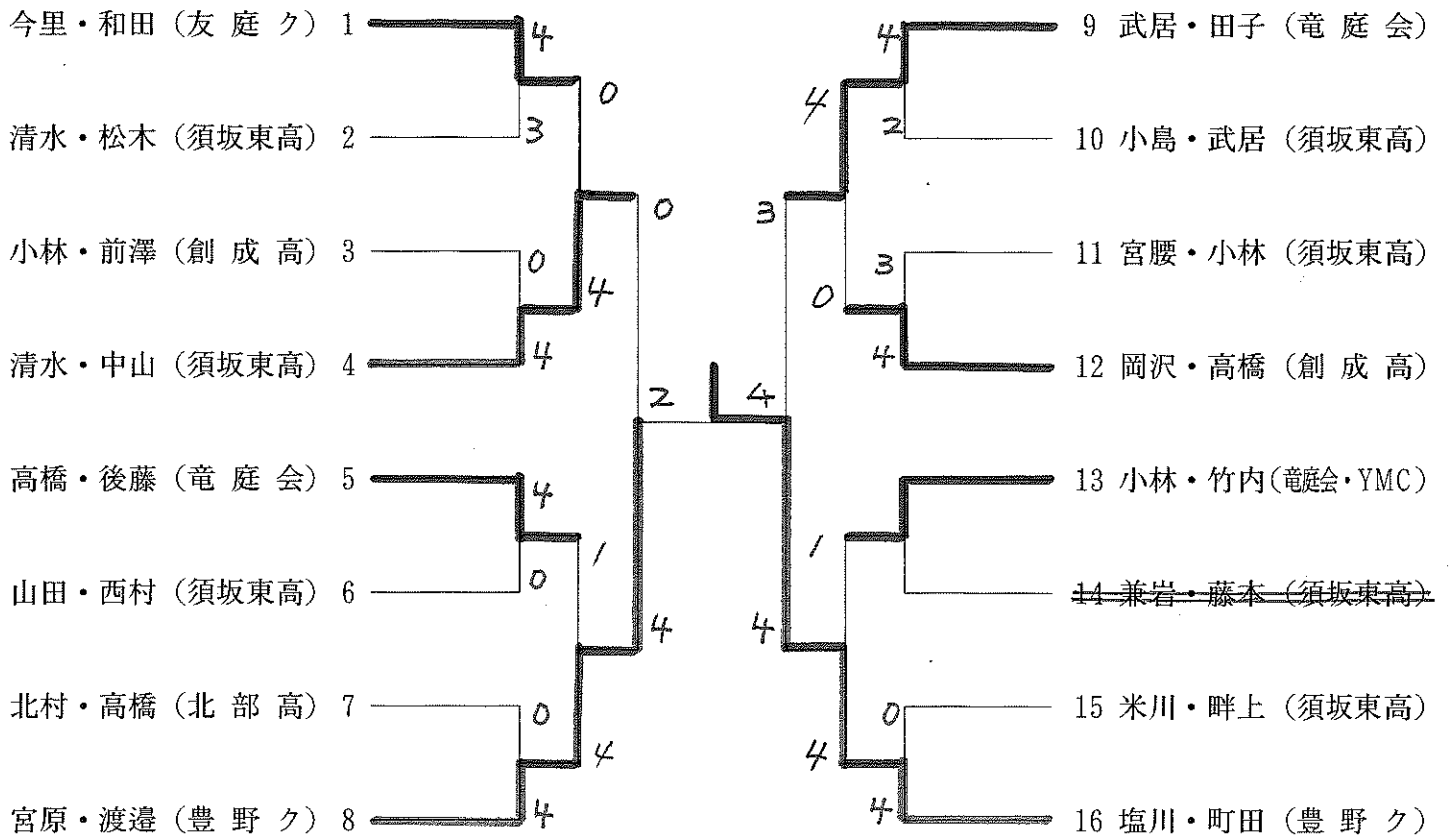 今里・和田 (友 庭 ク) 1
清水・松木 (須坂東高) 2
小林・前澤 (創 成 高) 3
清水・中山 (須坂東高) 4
高橋・後藤 (竜 庭 会) 5
山田・西村 (須坂東高) 6
北村・高橋 (北 部 高) 7
宮原・渡邉 (豊 野 ク) 8
4
3
0
4
4
0
0
4
0
4
1
4
0
4
2
4
3
4
4
0
1
4
4
2
3
4
0
4
9 武居・田子 (竜 庭 会)
10 小島・武居 (須坂東高)
11 宮腰・小林 (須坂東高)
12 岡沢・高橋 (創 成 高)
13 小林・竹内(竜庭会・YMC)
14 兼岩・藤本 (須坂東高)
15 米川・畔上 (須坂東高)
16 塩川・町田 (豊 野 ク)